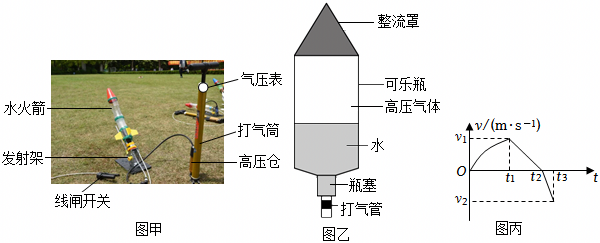 水火箭
发射架
线闸开关
气压表
打气筒
高压仓
图甲
整流罩
可乐瓶
高压气体
水
瓶塞
打气管
图乙
v/(m·s⁻¹)
v₁
O
t₁
t₂
t₃
t
v₂
图丙